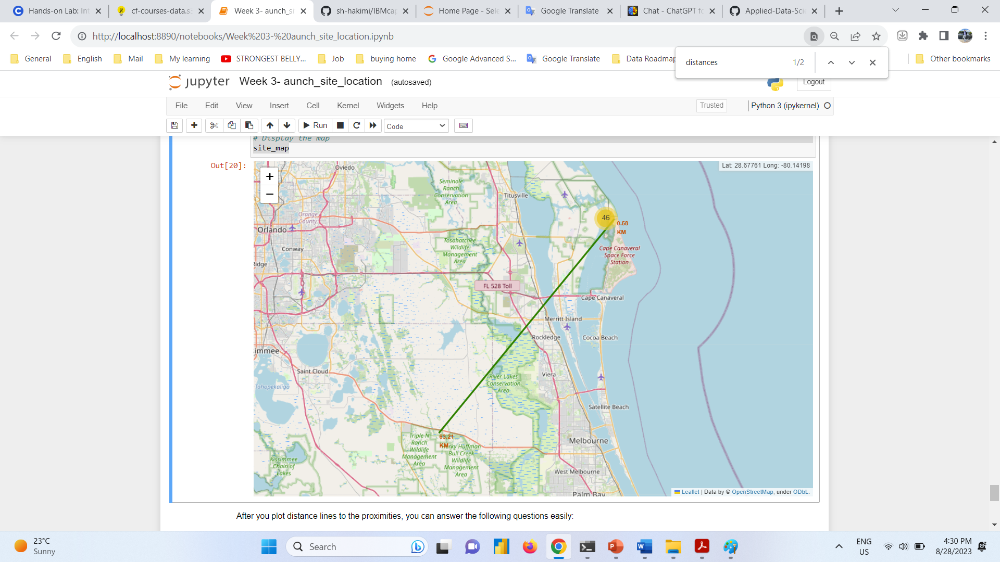 Hands-on Lab: Int
cf-courses-data.s3
Week 3- aunch_si
sh-hakimi/IBMcap
Home Page - Sele
Google Translate
Chat - ChatGPT fo
Applied-Data-Scie
http://localhost:8890/notebooks/Week%203-%20aunch_site_location.ipynb
General
English
Mail
My learning
STRONGEST BELLY...
Job
buying home
Google Advanced S...
Google Translate
Data Roadmap
Other bookmarks
distances 1/2
jupyter Week 3- aunch_site_location (autosaved)
Logout
File Edit View Insert Cell Kernel Widgets Help
Trusted
Python 3 (ipykernel)
Run
Code
# Display the map
site_map
Out[20]:
+
−
Lat: 28.67761 Long: -80.14198
Oviedo
Seminole
Ranch
Conservation
Area
Titusville
Orange
County
Orlando
46
0.58
KM
Conway
Tosohatchee
Wildlife
Management
Area
Cape Canaveral
Space Force
Station
Ridge
FL 528 Toll
Cape Canaveral
Merritt Island
Rockledge
Cocoa Beach
simmee
Saint Cloud
Viera
River Lakes
Conservation
Area
Tohopekaliga
Satellite Beach
63.21
KM
Triple N
Ranch
Wildlife
Management
Area
Herky Huffman
Bull Creek
Wildlife
Management
Area
Melbourne
Kissimmee
Chain of
Lakes
West Melbourne
Palm Bay
Leaflet | Data by © OpenStreetMap, under ODbL.
After you plot distance lines to the proximities, you can answer the following questions easily:
23°C
Sunny
Search
ENG
US
4:30 PM
8/28/2023